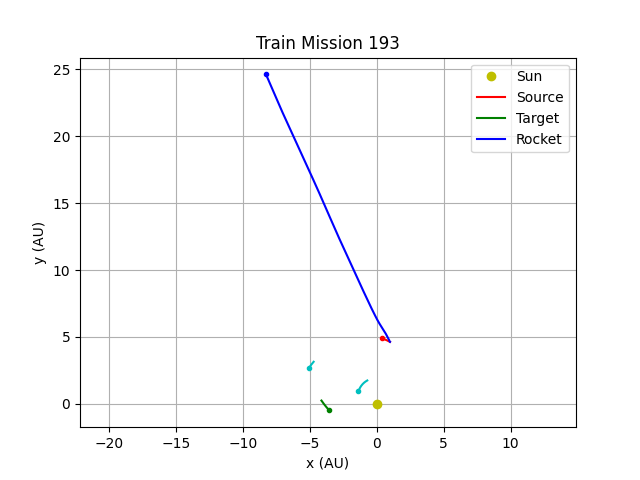 Train Mission 193
Sun
Source
Target
Rocket
25
20
15
10
5
0
y (AU)
−20
−15
−10
−5
0
5
10
x (AU)